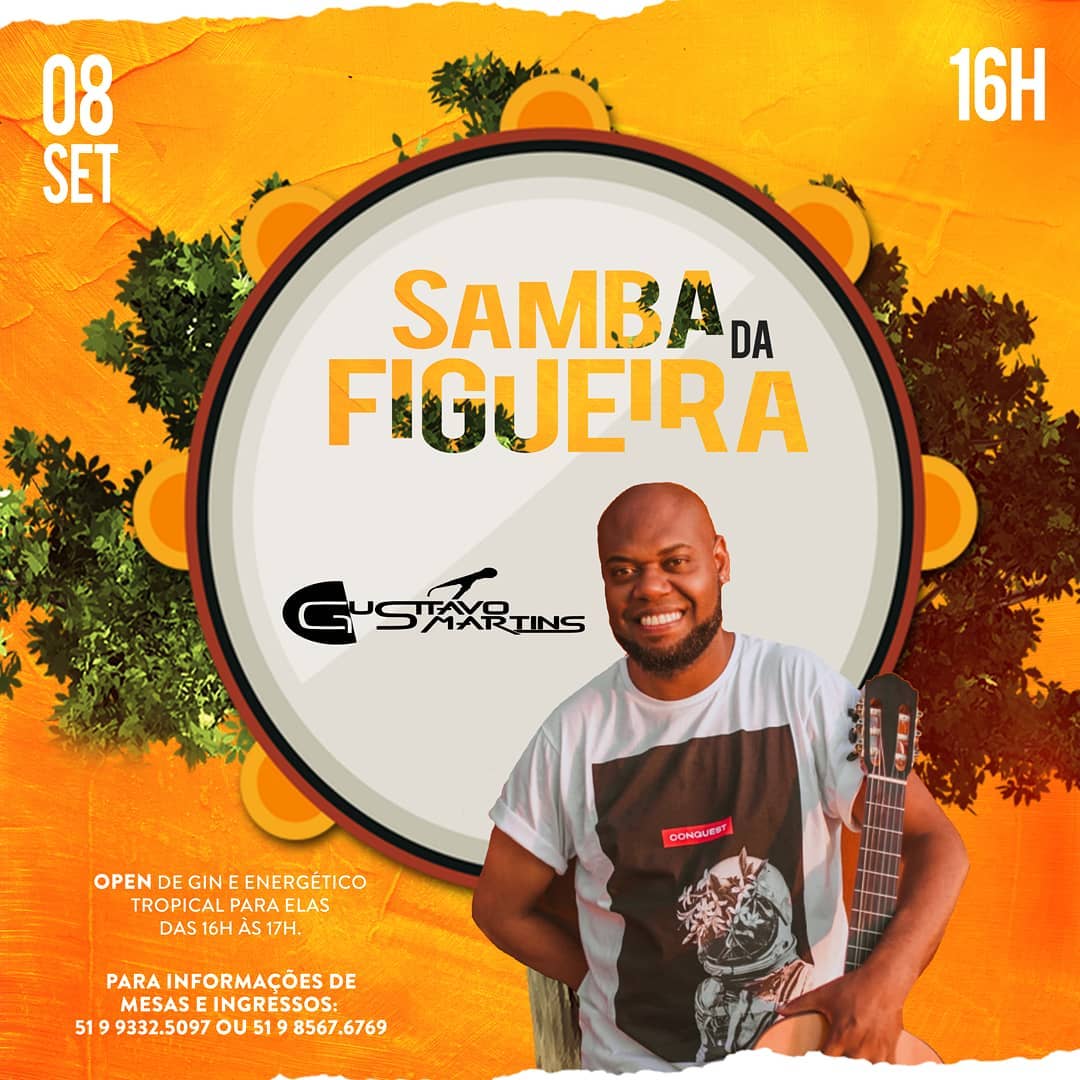 08
SET
16H
SAMBA DA
FIGUEIRA
GUSTTAVO
MARTINS
CONQUEST
OPEN DE GIN E ENERGÉTICO
TROPICAL PARA ELAS
DAS 16H ÀS 17H.
PARA INFORMAÇÕES DE
MESAS E INGRESSOS:
51 9 9332.5097 OU 51 9 8567.6769